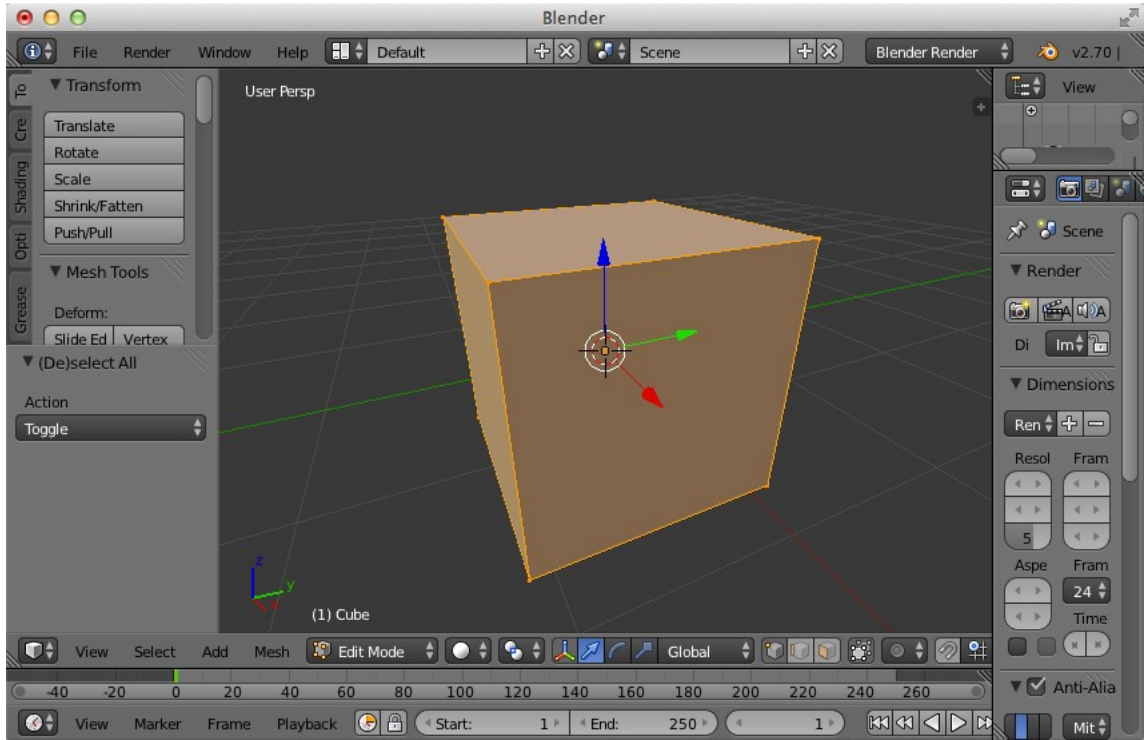 Blender
File Render Window Help Default Scene Blender Render v2.70 |
To
Cre
Shading
Opti
Grease
Transform
Translate
Rotate
Scale
Shrink/Fatten
Push/Pull
Mesh Tools
Deform:
Slide Ed Vertex
(De)select All
Action
Toggle
User Persp
z
y
x
(1) Cube
View Select Add Mesh Edit Mode Global
-40 -20 0 20 40 60 80 100 120 140 160 180 200 220 240 260
View Marker Frame Playback Start: 1 End: 250 1
View
Scene
Render
A A
Di Im
Dimensions
Ren
Resol Fram
5
Aspe Fram
24
Time
Anti-Alia
Mit